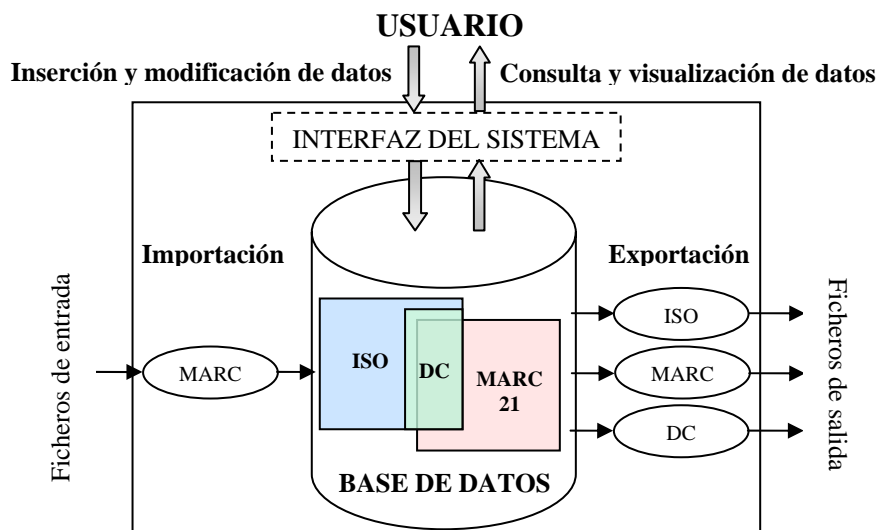 USUARIO
Inserción y modificación de datos
Consulta y visualización de datos
INTERFAZ DEL SISTEMA
Importación
Exportación
Ficheros de entrada
MARC
ISO
DC
MARC
21
BASE DE DATOS
ISO
MARC
DC
Ficheros de salida